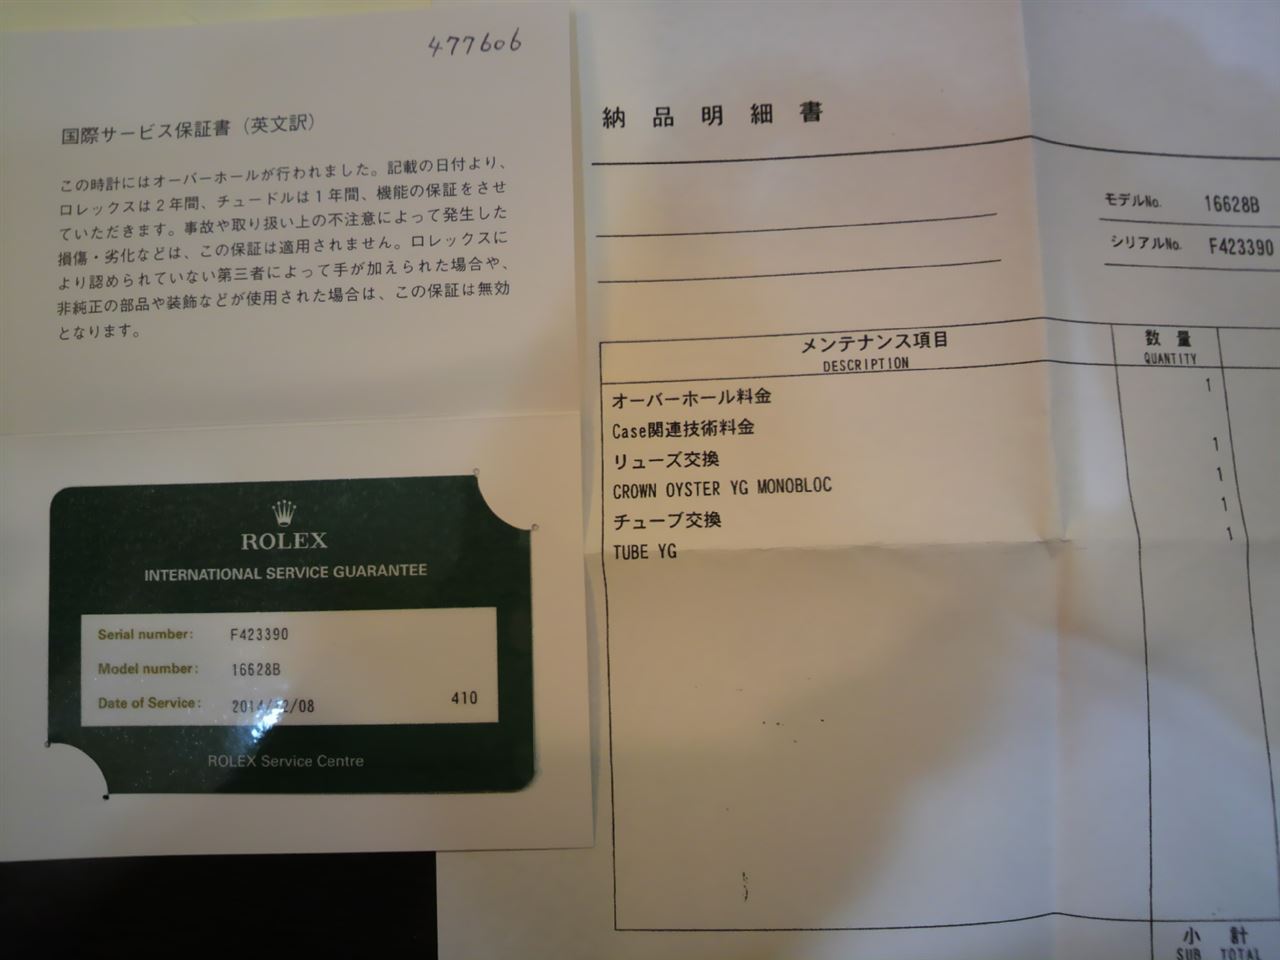 477606
国際サービス保証書（英文訳）
この時計にはオーバーホールが行われました。記載の日付より、
ロレックスは２年間、チュードルは１年間、機能の保証をさせ
ていただきます。事故や取り扱い上の不注意によって発生した
損傷・劣化などは、この保証は適用されません。ロレックスに
より認められていない第三者によって手が加えられた場合や、
非純正の部品や装飾などが使用された場合は、この保証は無効
となります。
ROLEX
INTERNATIONAL SERVICE GUARANTEE
Serial number: F423390
Model number: 16628B
Date of Service: 2014/12/08 410
ROLEX Service Centre
納品明細書
モデルNo. 16628B
シリアルNo. F423390
メンテナンス項目 数量
DESCRIPTION QUANTITY
オーバーホール料金 1
Case関連技術料金
リューズ交換 1
CROWN OYSTER YG MONOBLOC 1
チューブ交換 1
TUBE YG 1
小計
SUB TOTAL